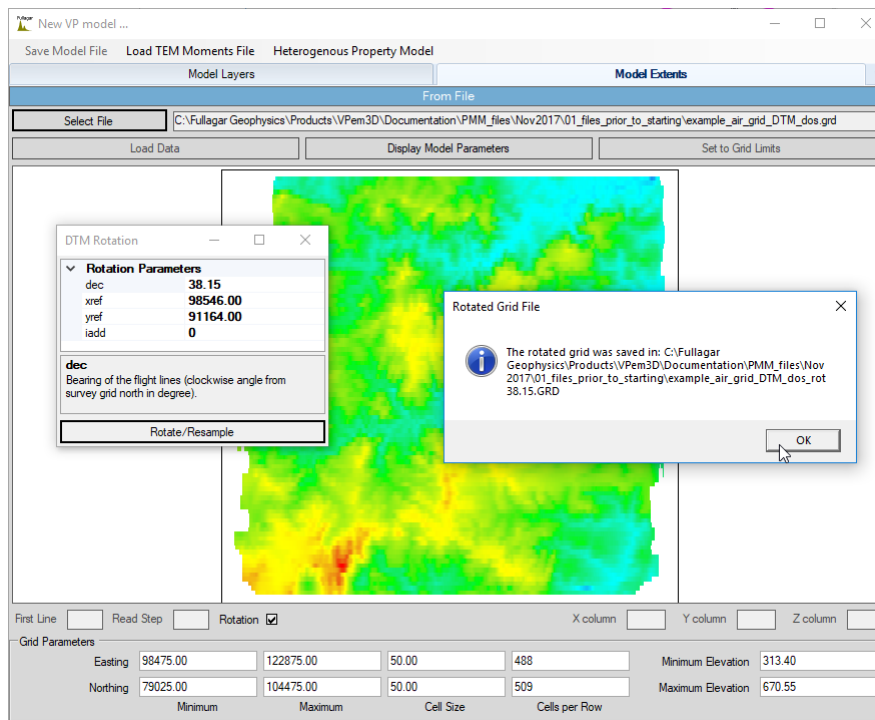 Fullagar
New VP model ...
Save Model File Load TEM Moments File Heterogenous Property Model
Model Layers Model Extents
From File
Select File C:\Fullagar Geophysics\Products\VPem3D\Documentation\PMM_files\Nov2017\01_files_prior_to_starting\example_air_grid_DTM_dos.grd
Load Data Display Model Parameters Set to Grid Limits
DTM Rotation
Rotation Parameters
dec 38.15
xref 98546.00
yref 91164.00
iadd 0
dec
Bearing of the flight lines (clockwise angle from
survey grid north in degree).
Rotate/Resample
Rotated Grid File
The rotated grid was saved in: C:\Fullagar
Geophysics\Products\VPem3D\Documentation\PMM_files\Nov
2017\01_files_prior_to_starting\example_air_grid_DTM_dos_rot
38.15.GRD
OK
First Line Read Step Rotation X column Y column Z column
Grid Parameters
Easting 98475.00 122875.00 50.00 488 Minimum Elevation 313.40
Northing 79025.00 104475.00 50.00 509 Maximum Elevation 670.55
Minimum Maximum Cell Size Cells per Row